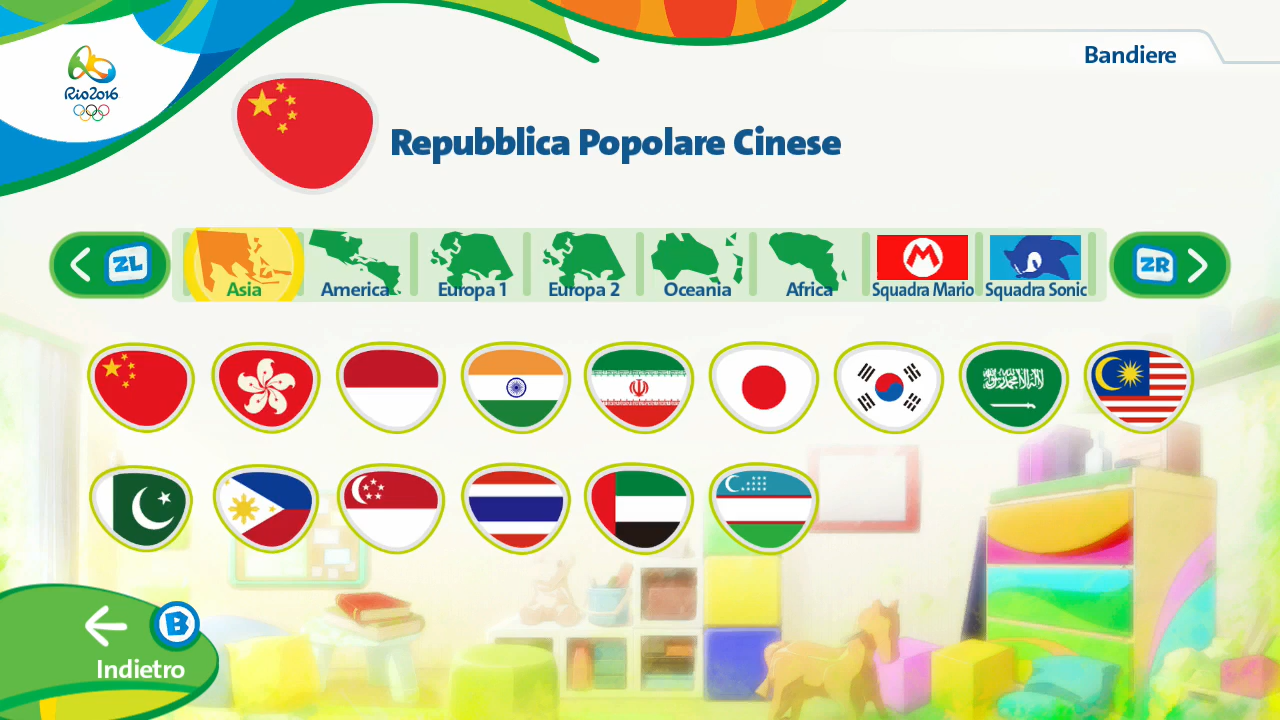 Bandiere
Rio2016
Repubblica Popolare Cinese
ZL
Asia
America
Europa 1
Europa 2
Oceania
Africa
M
Squadra Mario
Squadra Sonic
ZR
B
Indietro